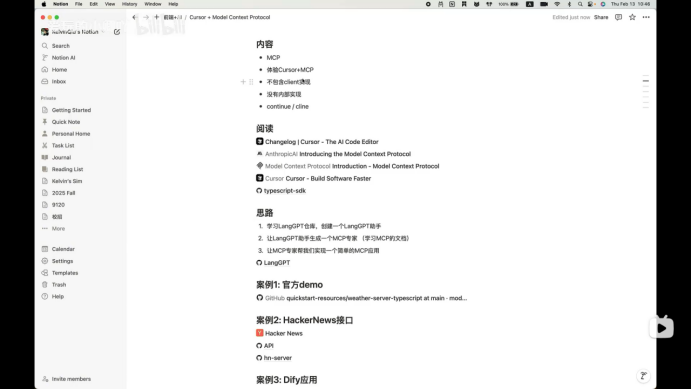 Notion File Edit View History Window Help
100%
Thu Feb 13 10:46
KelvinQiu's Notion
前端+AI / Cursor + Model Context Protocol
Edited just now Share
Search
Notion AI
Home
Inbox
Private
Getting Started
Quick Note
Personal Home
Task List
Journal
Reading List
Kelvin's Sim
2025 Fall
9120
校招
More
Calendar
Settings
Templates
Trash
Help
Invite members
内容
MCP
体验Cursor+MCP
不包含client实现
没有内部实现
continue / cline
阅读
Changelog | Cursor - The AI Code Editor
AnthropicAI Introducing the Model Context Protocol
Model Context Protocol Introduction - Model Context Protocol
Cursor Cursor - Build Software Faster
typescript-sdk
思路
1. 学习LangGPT仓库，创建一个LangGPT助手
2. 让LangGPT助手生成一个MCP专家 （学习MCP的文档）
3. 让MCP专家帮我们实现一个简单的MCP应用
LangGPT
案例1: 官方demo
GitHub quickstart-resources/weather-server-typescript at main · mod...
案例2: HackerNews接口
Hacker News
API
hn-server
案例3: Dify应用